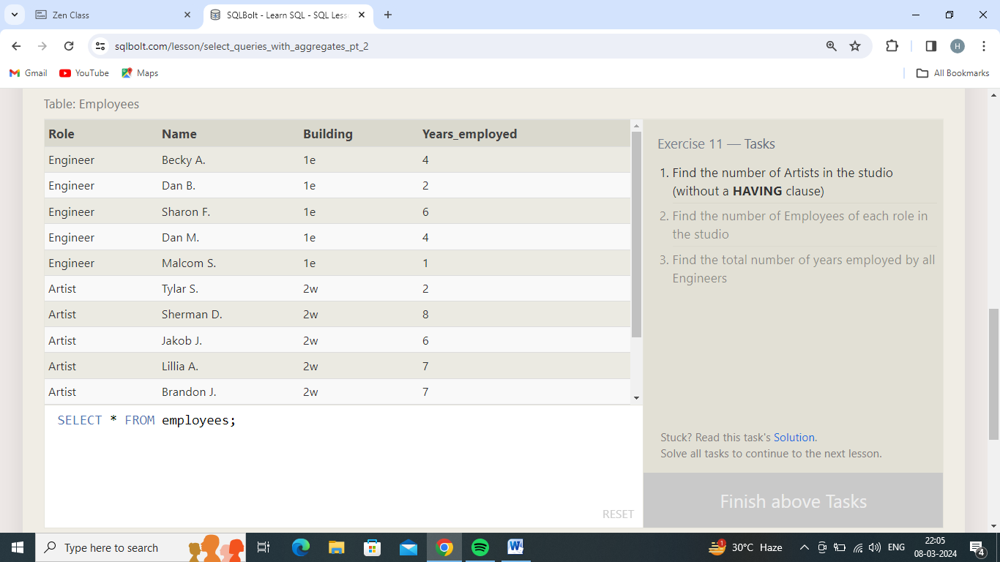 Zen Class
SQLBolt - Learn SQL - SQL Less
sqlbolt.com/lesson/select_queries_with_aggregates_pt_2
H
Gmail YouTube Maps All Bookmarks
Table: Employees
Role Name Building Years_employed
Engineer Becky A. 1e 4
Engineer Dan B. 1e 2
Engineer Sharon F. 1e 6
Engineer Dan M. 1e 4
Engineer Malcom S. 1e 1
Artist Tylar S. 2w 2
Artist Sherman D. 2w 8
Artist Jakob J. 2w 6
Artist Lillia A. 2w 7
Artist Brandon J. 2w 7
SELECT * FROM employees;
RESET
Exercise 11 — Tasks
1. Find the number of Artists in the studio
(without a HAVING clause)
2. Find the number of Employees of each role in
the studio
3. Find the total number of years employed by all
Engineers
Stuck? Read this task's Solution.
Solve all tasks to continue to the next lesson.
Finish above Tasks
Type here to search
W
1
30°C Haze
ENG
22:05
08-03-2024
4